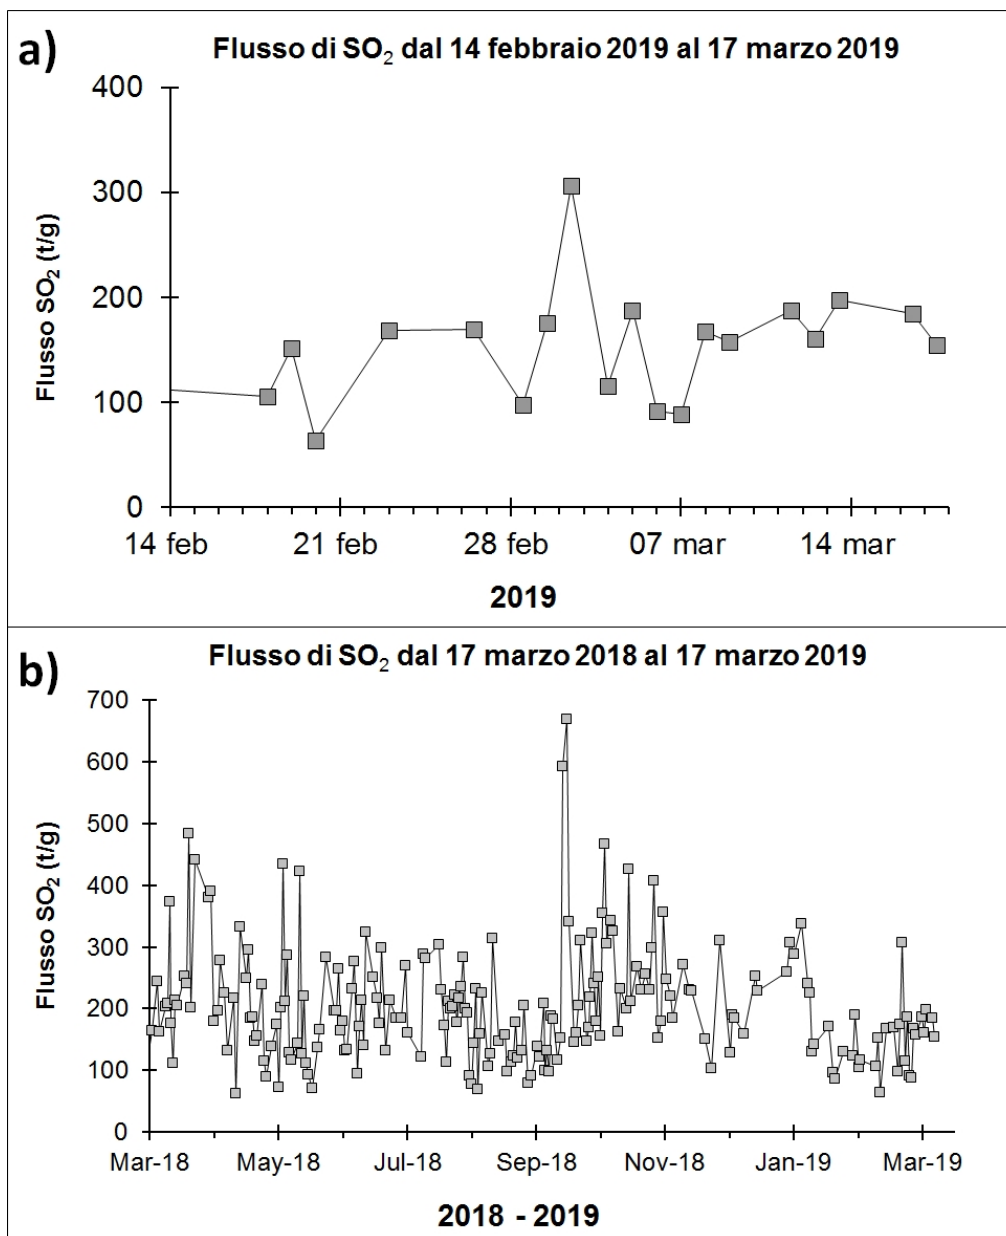 a)
Flusso di SO₂ dal 14 febbraio 2019 al 17 marzo 2019
Flusso SO₂ (t/g)
400
300
200
100
0
14 feb 21 feb 28 feb 07 mar 14 mar
2019
b)
Flusso di SO₂ dal 17 marzo 2018 al 17 marzo 2019
Flusso SO₂ (t/g)
700
600
500
400
300
200
100
0
Mar-18 May-18 Jul-18 Sep-18 Nov-18 Jan-19 Mar-19
2018 - 2019